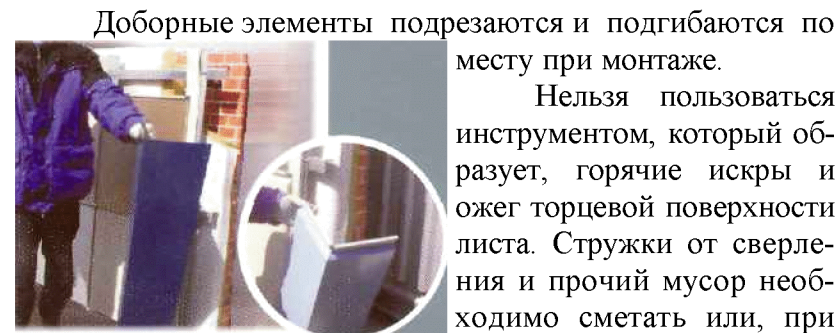 Доборные элементы подрезаются и подгибаются по
месту при монтаже.
Нельзя пользоваться
инструментом, который об-
разует, горячие искры и
ожег торцевой поверхности
листа. Стружки от сверле-
ния и прочий мусор необ-
ходимо сметать или, при